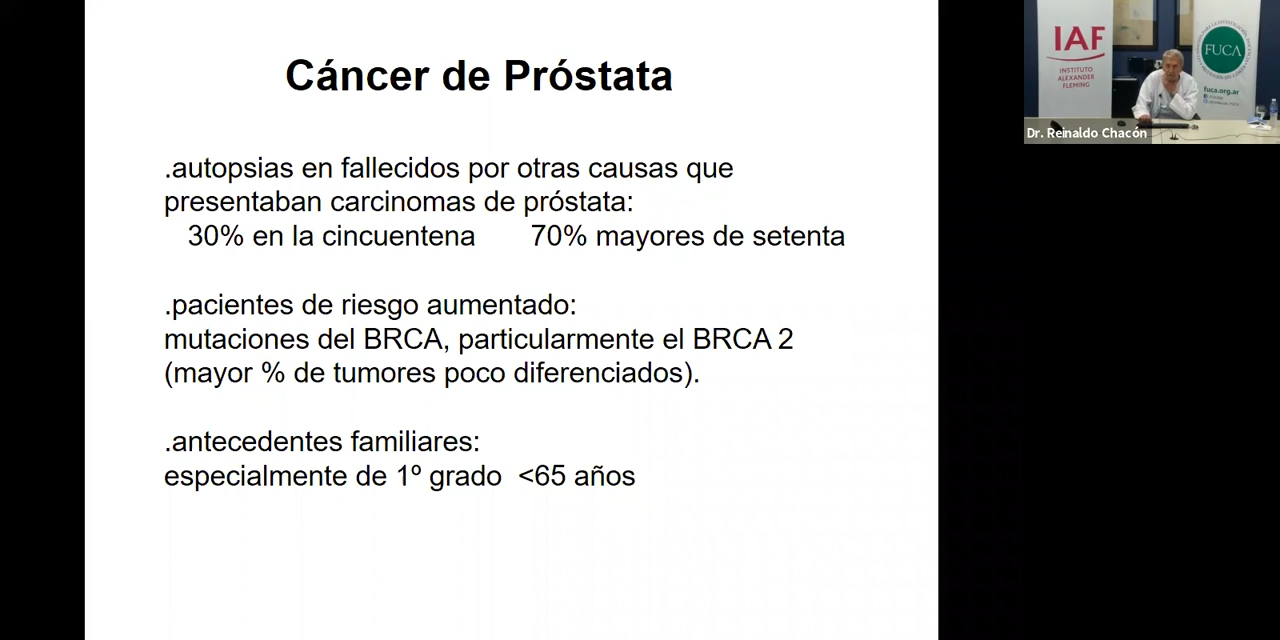 Cáncer de Próstata
.autopsias en fallecidos por otras causas que
presentaban carcinomas de próstata:
30% en la cincuentena 70% mayores de setenta
.pacientes de riesgo aumentado:
mutaciones del BRCA, particularmente el BRCA 2
(mayor % de tumores poco diferenciados).
.antecedentes familiares:
especialmente de 1º grado <65 años
IAF
INSTITUTO
ALEXANDER
FLEMING
FUCA
fuca.org.ar
Dr. Reinaldo Chacón